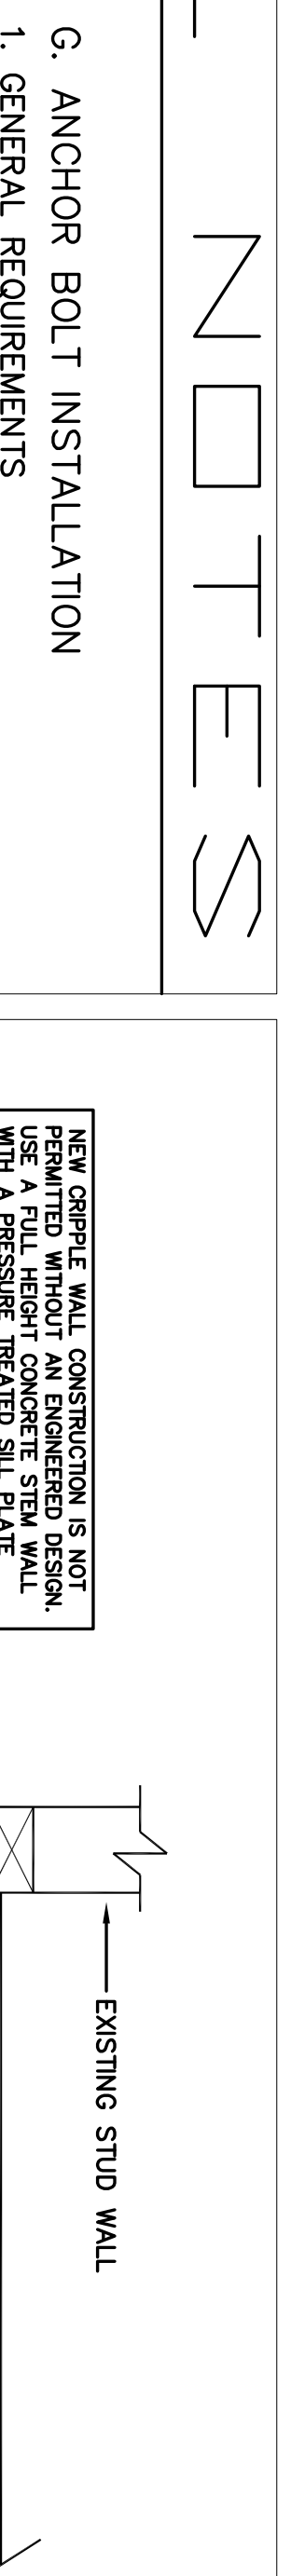 NOTES
G. ANCHOR BOLT INSTALLATION
1. GENERAL REQUIREMENTS
NEW CRIPPLE WALL CONSTRUCTION IS NOT
PERMITTED WITHOUT AN ENGINEERED DESIGN.
USE A FULL HEIGHT CONCRETE STEM WALL
WITH A PRESSURE TREATED SILL PLATE.
EXISTING STUD WALL